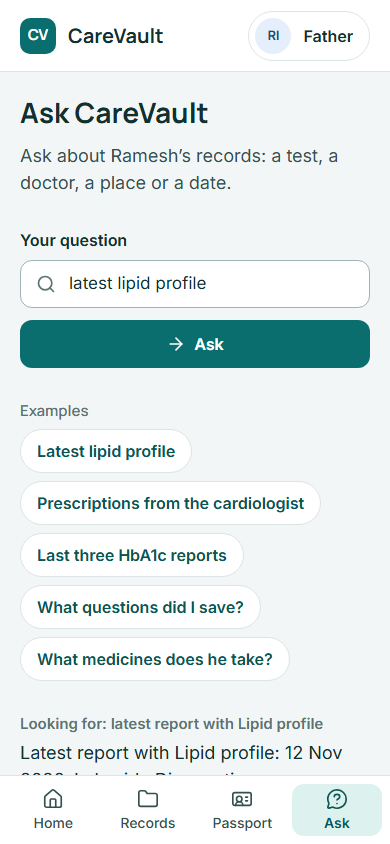 CV CareVault RI Father
Ask CareVault
Ask about Ramesh’s records: a test, a
doctor, a place or a date.
Your question
latest lipid profile
Ask
Examples
Latest lipid profile
Prescriptions from the cardiologist
Last three HbA1c reports
What questions did I save?
What medicines does he take?
Looking for: latest report with Lipid profile
Latest report with Lipid profile: 12 Nov
Home Records Passport Ask